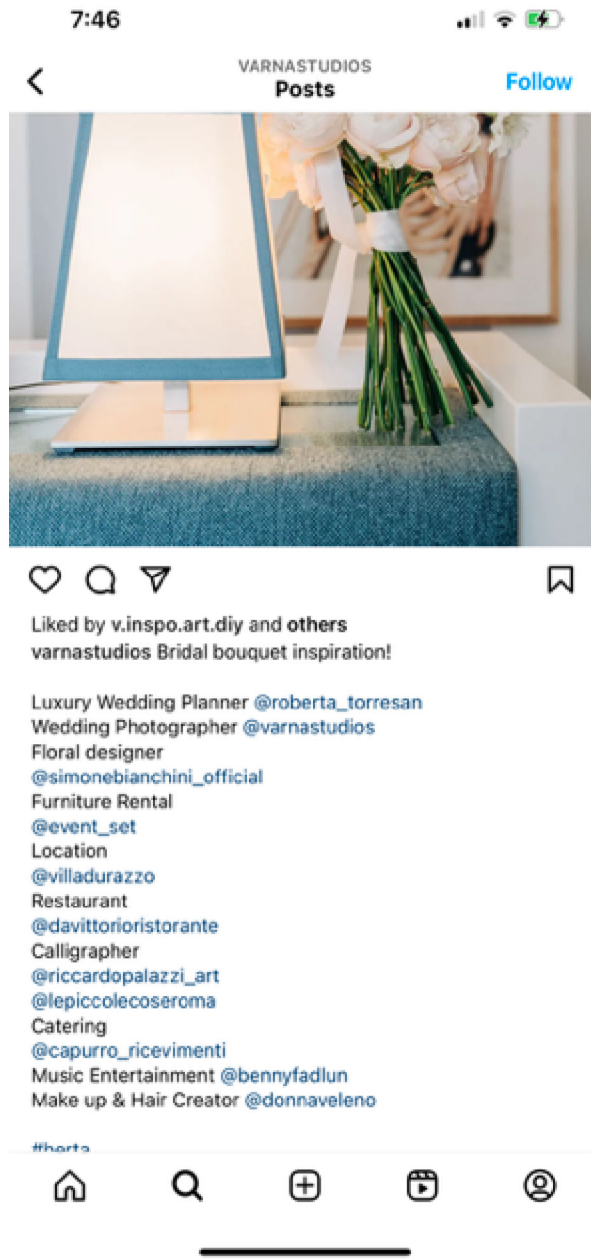 7:46
VARNASTUDIOS
Posts
Follow
Liked by v.inspo.art.diy and others
varnastudios Bridal bouquet inspiration!
Luxury Wedding Planner @roberta_torresan
Wedding Photographer @varnastudios
Floral designer
@simonebianchini_official
Furniture Rental
@event_set
Location
@villadurazzo
Restaurant
@davittorioristorante
Calligrapher
@riccardopalazzi_art
@lepiccolecoseroma
Catering
@capurro_ricevimenti
Music Entertainment @bennyfadlun
Make up & Hair Creator @donnaveleno
#berta